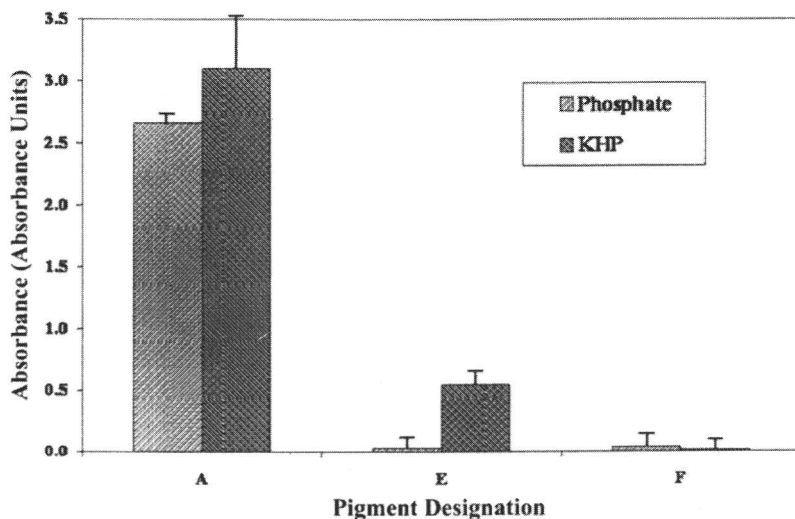 Absorbance (Absorbance Units)
3.5
3.0
2.5
2.0
1.5
1.0
0.5
0.0
Phosphate
KHP
A
E
F
Pigment Designation